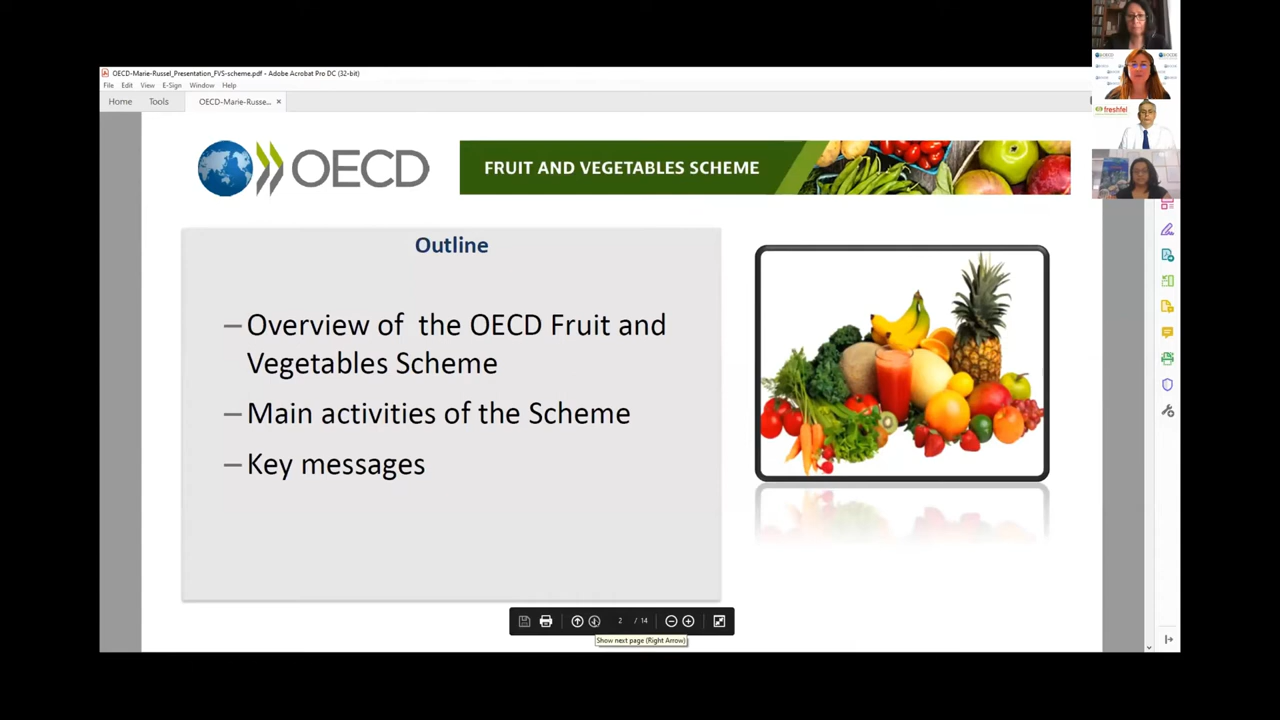 OECD-Marie-Russel_Presentation_FVS-scheme.pdf - Adobe Acrobat Pro DC (32-bit)
File Edit View E-Sign Window Help
Home Tools OECD-Marie-Russe... ×
freshfel
OECD
FRUIT AND VEGETABLES SCHEME
Outline
– Overview of the OECD Fruit and
Vegetables Scheme
– Main activities of the Scheme
– Key messages
2 / 14
Show next page (Right Arrow)